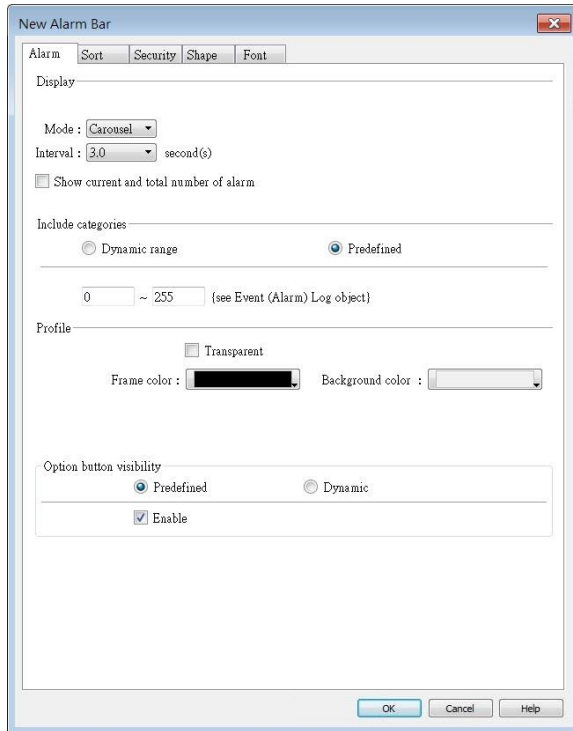 New Alarm Bar
Alarm Sort Security Shape Font
Display
Mode : Carousel
Interval : 3.0 second(s)
Show current and total number of alarm
Include categories
Dynamic range Predefined
0 ~ 255 {see Event (Alarm) Log object}
Profile
Transparent
Frame color : Background color :
Option button visibility
Predefined Dynamic
Enable
OK Cancel Help